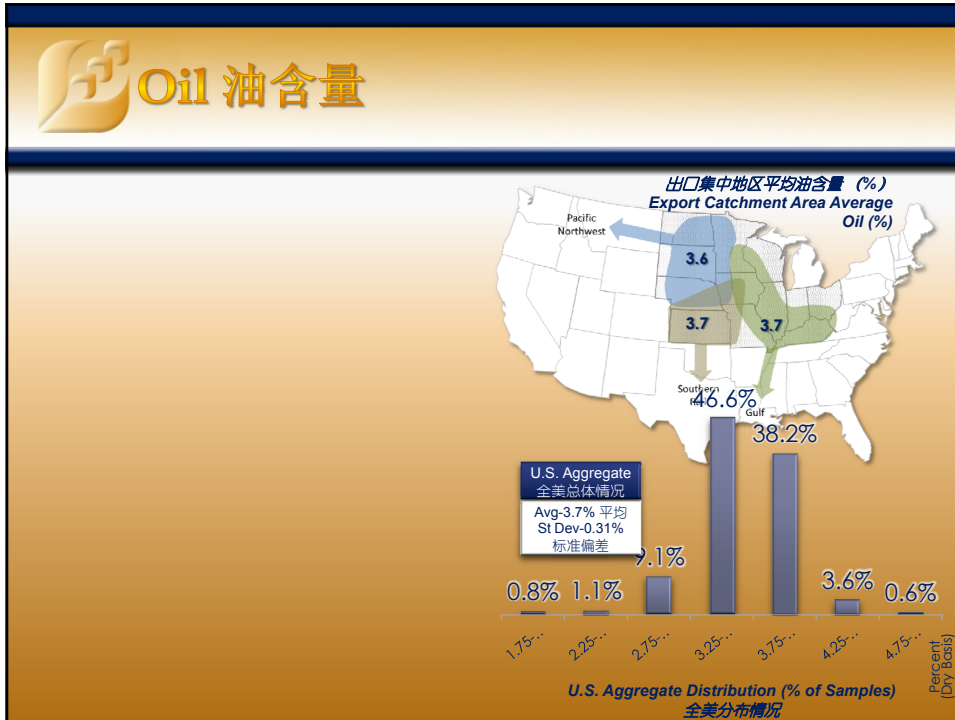 Oil 油含量
出口集中地区平均油含量 (%)
Export Catchment Area Average
Oil (%)
Pacific
Northwest
3.6
3.7
3.7
Southern
Gulf
46.6%
38.2%
U.S. Aggregate
全美总体情况
Avg-3.7% 平均
St Dev-0.31%
标准偏差
9.1%
0.8%
1.1%
3.6%
0.6%
1.75-..
2.25-..
2.75-..
3.25-..
3.75-..
4.25-..
4.75-..
Percent
(Dry Basis)
U.S. Aggregate Distribution (% of Samples)
全美分布情况